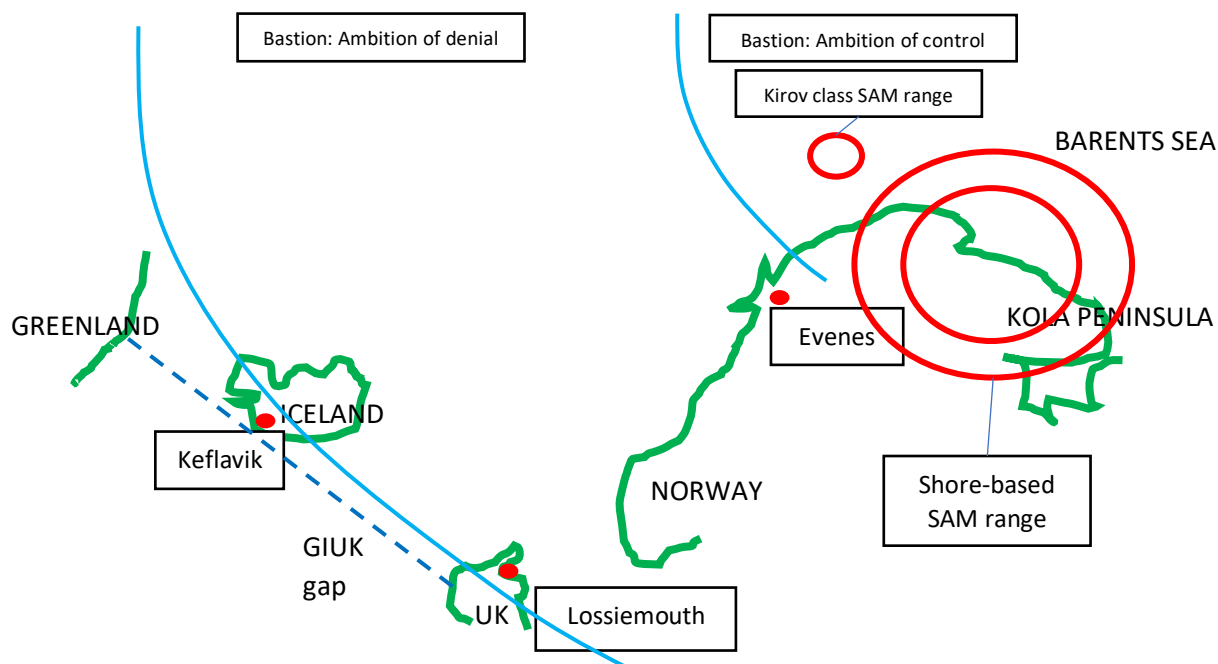 Bastion: Ambition of denial
Bastion: Ambition of control
Kirov class SAM range
BARENTS SEA
GREENLAND
KOLA PENINSULA
Evenes
ICELAND
Keflavik
NORWAY
Shore-based
SAM range
GIUK
gap
UK
Lossiemouth